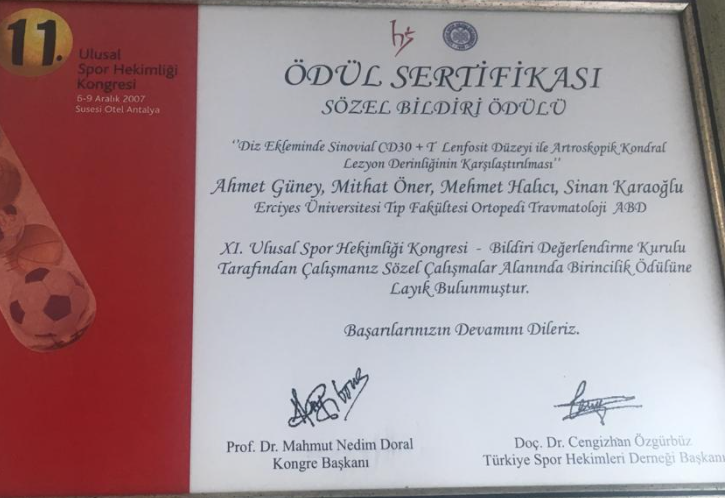 11.
Ulusal
Spor Hekimliği
Kongresi
6-9 Aralık 2007
Susesi Otel Antalya
ÖDÜL SERTİFİKASI
SÖZEL BİLDİRİ ÖDÜLÜ
"Diz Ekleminde Sinovial CD30 + T Lenfosit Düzeyi ile Artroskopik Kondral
Lezyon Derinliğinin Karşılaştırılması"
Ahmet Güney, Mithat Öner, Mehmet Halıcı, Sinan Karaoğlu
Erciyes Üniversitesi Tıp Fakültesi Ortopedi Travmatoloji ABD
XI. Ulusal Spor Hekimliği Kongresi - Bildiri Değerlendirme Kurulu
Tarafından Çalışmanız Sözel Çalışmalar Alanında Birincilik Ödülüne
Layık Bulunmuştur.
Başarılarınızın Devamını Dileriz.
Prof. Dr. Mahmut Nedim Doral
Kongre Başkanı
Doç. Dr. Cengizhan Özgürbüz
Türkiye Spor Hekimleri Derneği Başkanı